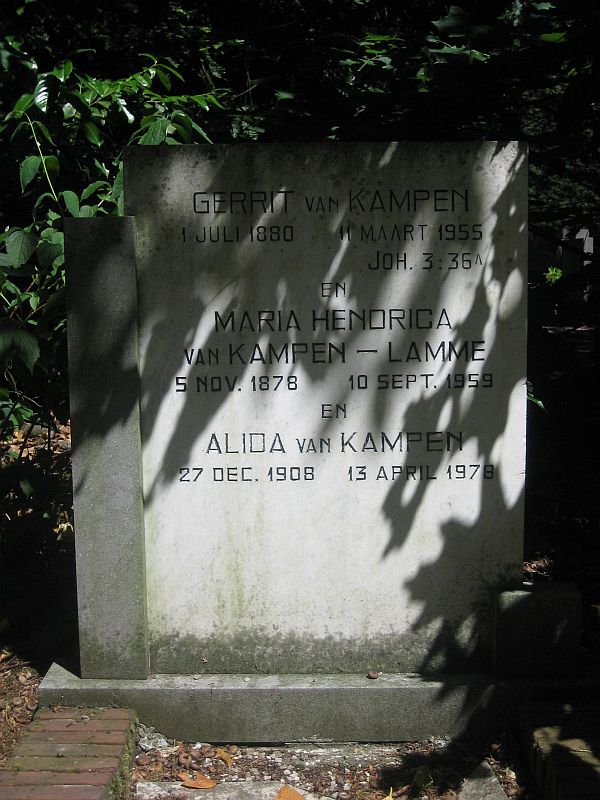 GERRIT VAN KAMPEN
1 JULI 1880 11 MAART 1955
JOH. 3:36A
EN
MARIA HENDRICA
VAN KAMPEN – LAMME
5 NOV. 1878 10 SEPT. 1959
EN
ALIDA VAN KAMPEN
27 DEC. 1908 13 APRIL 1978